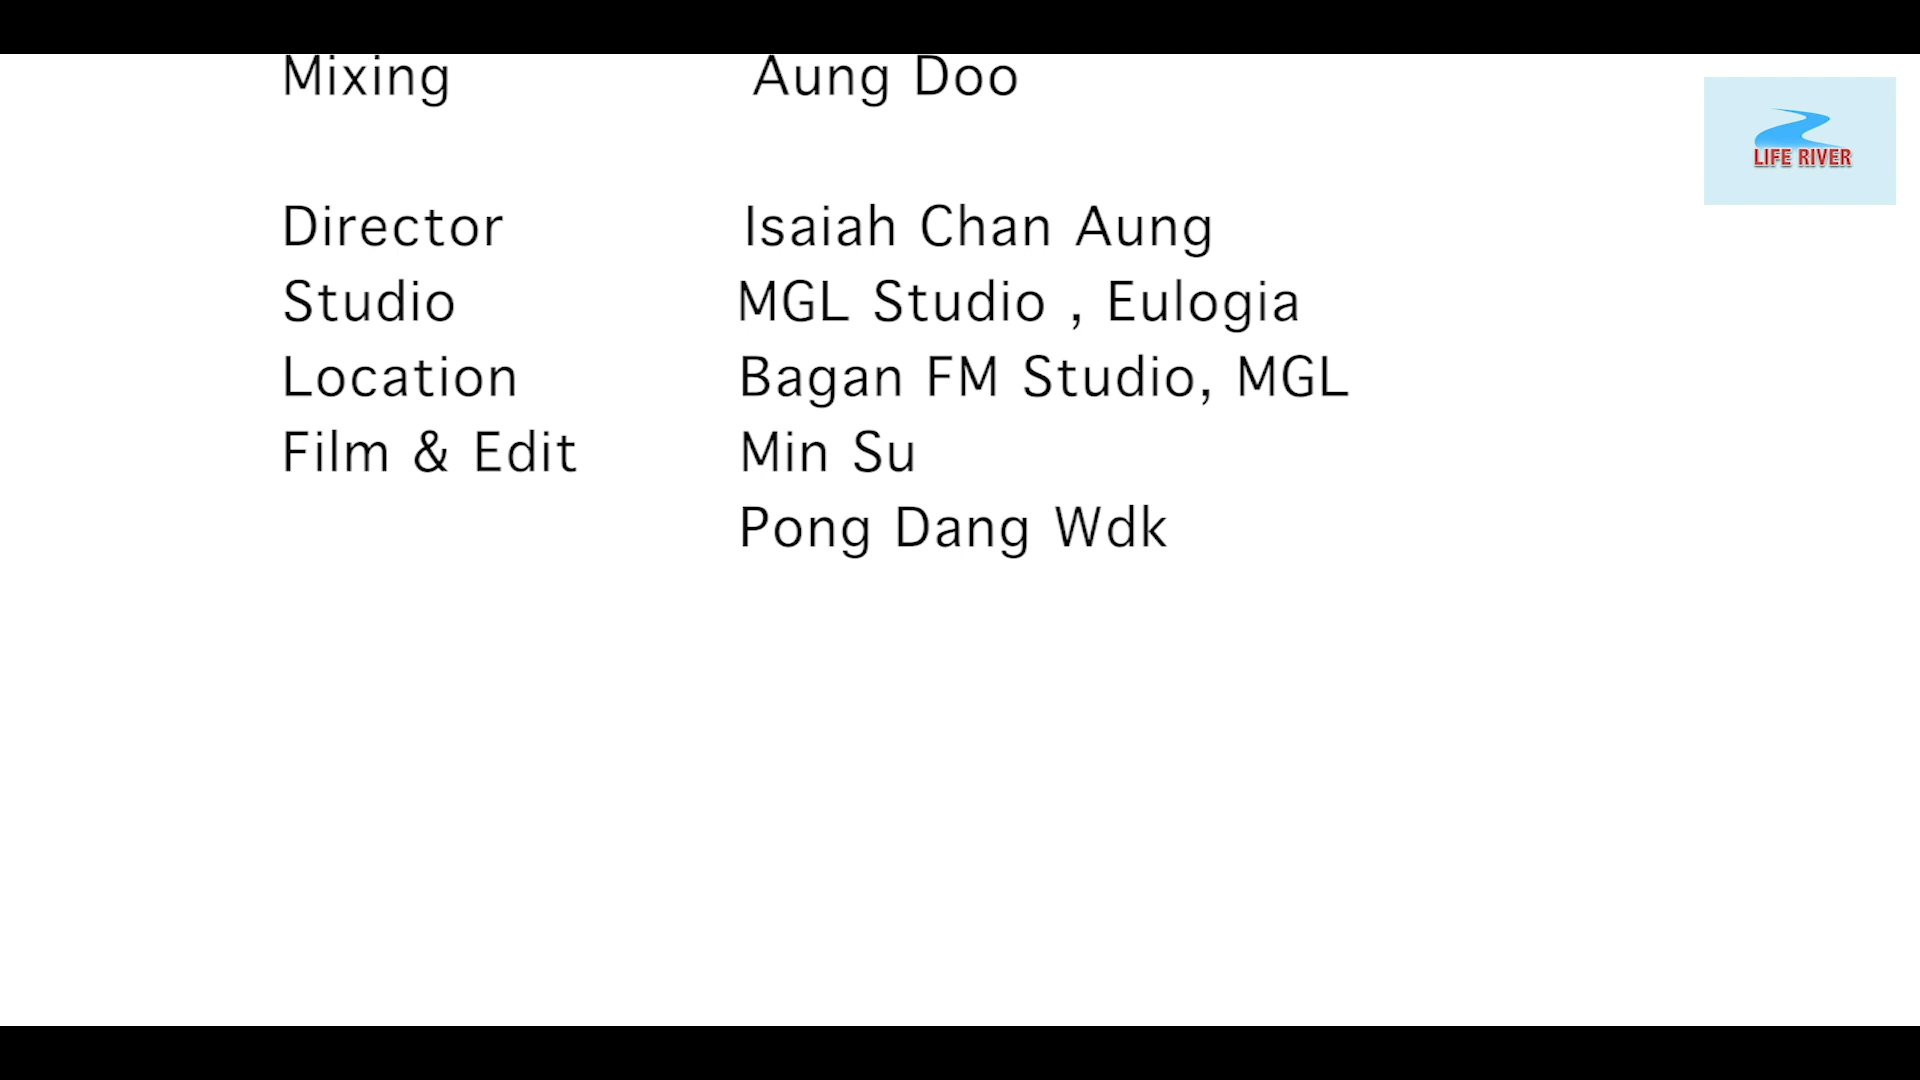 Mixing Aung Doo
LIFE RIVER
Director Isaiah Chan Aung
Studio MGL Studio , Eulogia
Location Bagan FM Studio, MGL
Film & Edit Min Su
Pong Dang Wdk